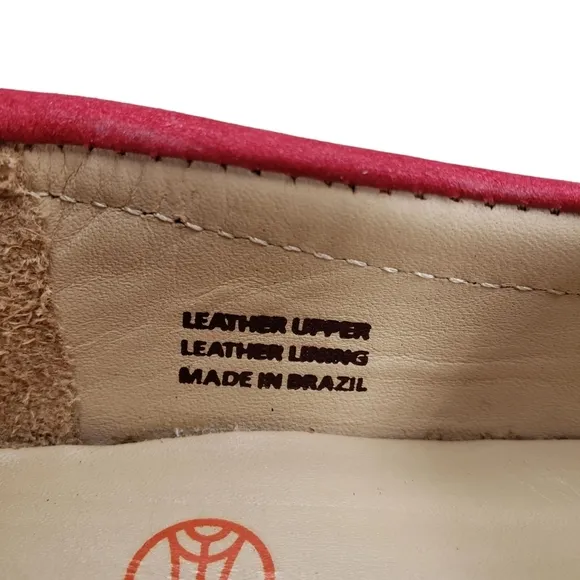 LEATHER UPPER
LEATHER LINING
MADE IN BRAZIL